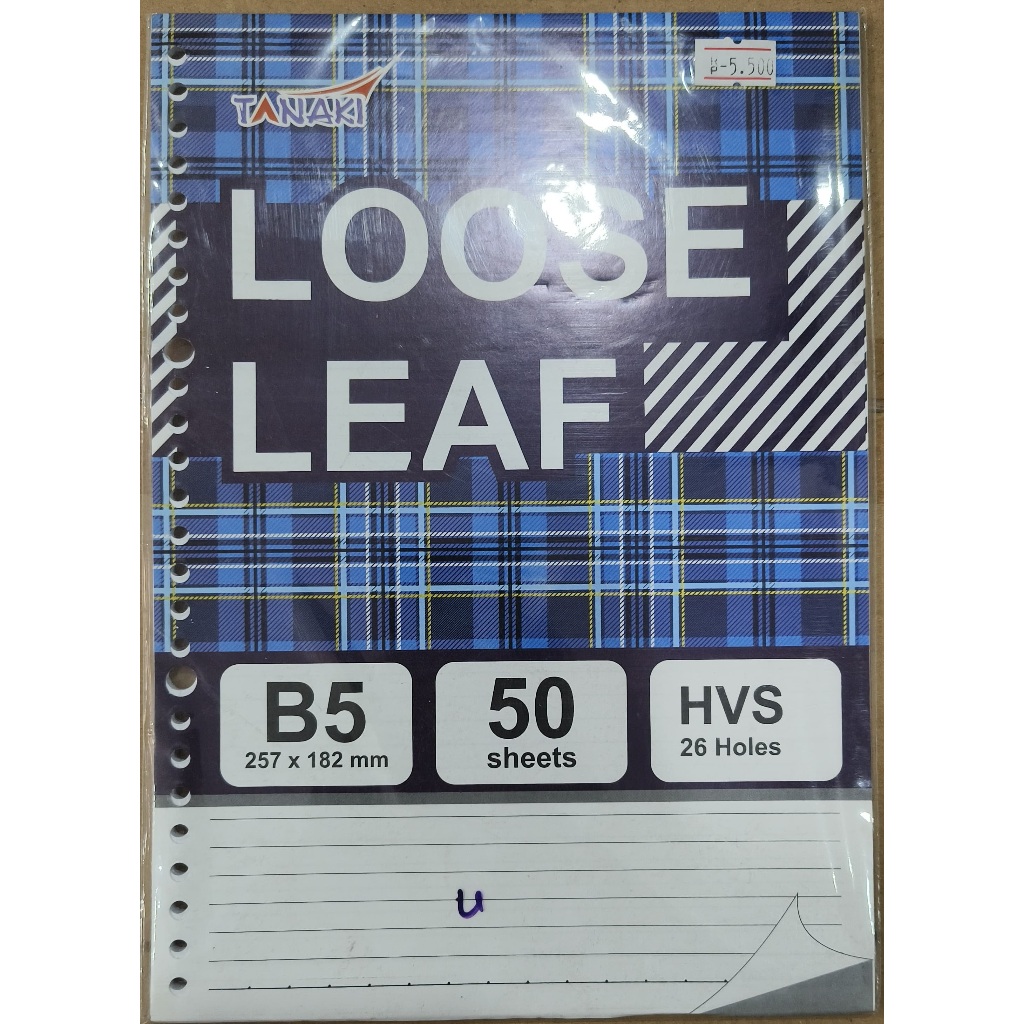 TANAKI
B-5.500
LOOSE
LEAF
B5
257 x 182 mm
50
sheets
HVS
26 Holes
u